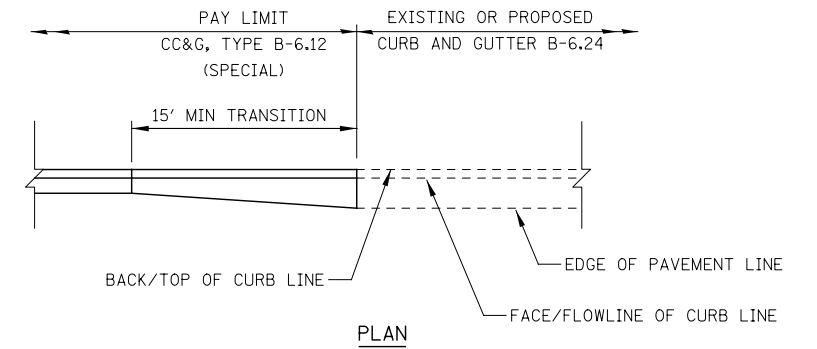 PAY LIMIT
CC&G, TYPE B-6.12
(SPECIAL)
EXISTING OR PROPOSED
CURB AND GUTTER B-6.24
15' MIN TRANSITION
BACK/TOP OF CURB LINE
EDGE OF PAVEMENT LINE
FACE/FLOWLINE OF CURB LINE
PLAN